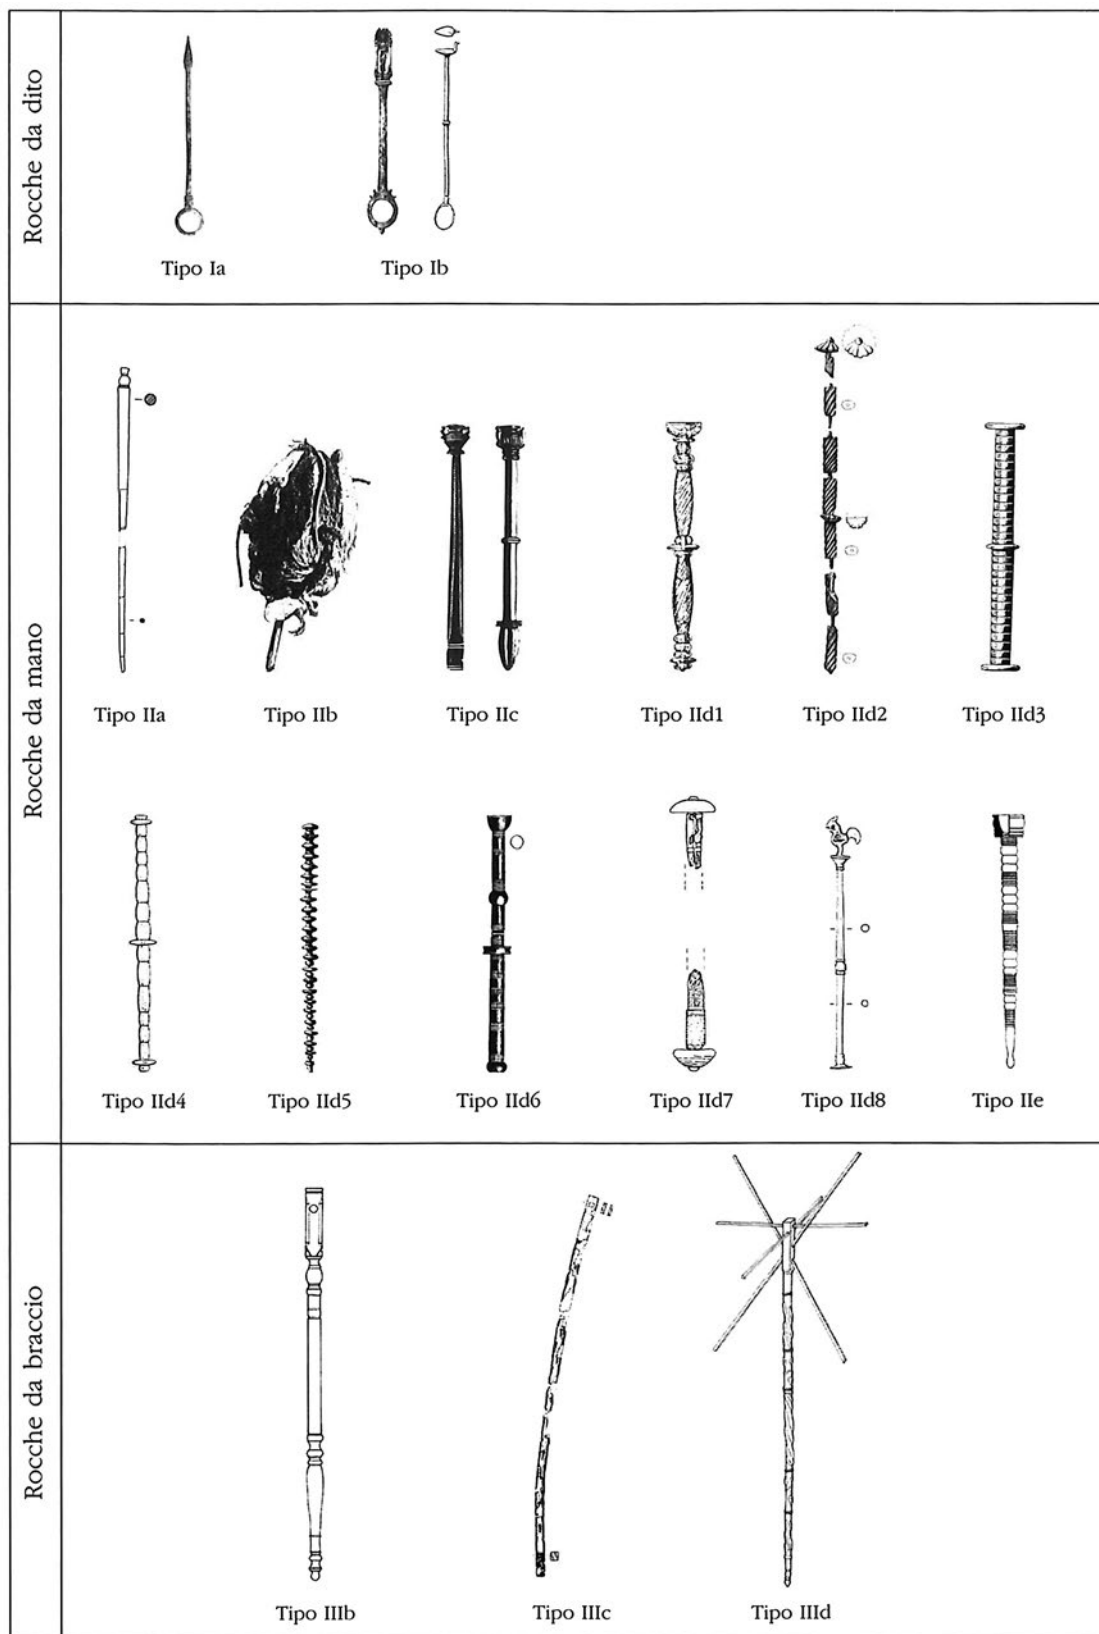 Rocche da dito
Tipo Ia Tipo Ib
Rocche da mano
Tipo IIa Tipo IIb Tipo IIc Tipo IId1 Tipo IId2 Tipo IId3
Tipo IId4 Tipo IId5 Tipo IId6 Tipo IId7 Tipo IId8 Tipo IIe
Rocche da braccio
Tipo IIIb Tipo IIIc Tipo IIId